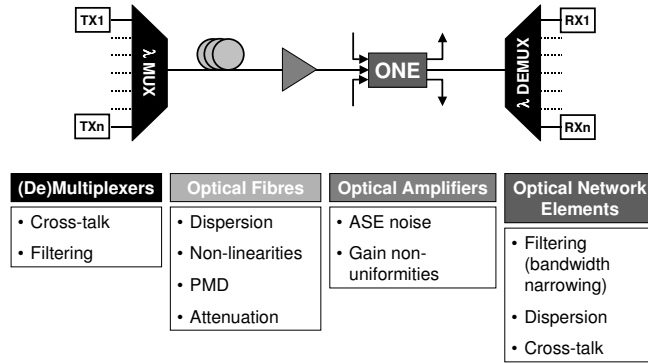 TX1
TXn
λ MUX
ONE
λ DEMUX
RX1
RXn
(De)Multiplexers
• Cross-talk
• Filtering
Optical Fibres
• Dispersion
• Non-linearities
• PMD
• Attenuation
Optical Amplifiers
• ASE noise
• Gain non-
uniformities
Optical Network
Elements
• Filtering
(bandwidth
narrowing)
• Dispersion
• Cross-talk